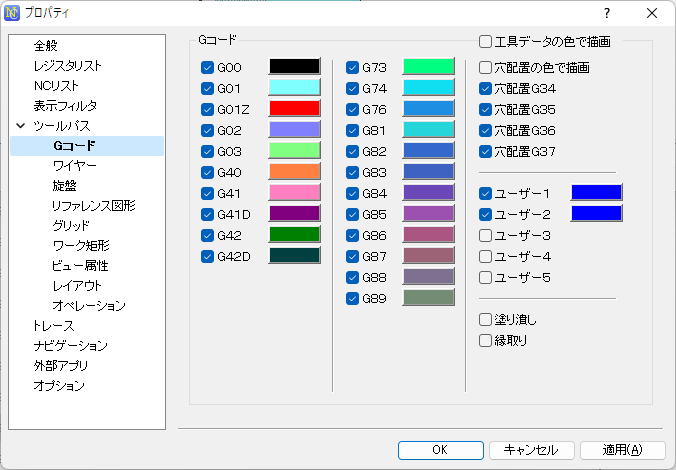 プロパティ
全般
レジスタリスト
NCリスト
表示フィルタ
ツールパス
Gコード
ワイヤー
旋盤
リファレンス図形
グリッド
ワーク矩形
ビュー属性
レイアウト
オペレーション
トレース
ナビゲーション
外部アプリ
オプション
Gコード
G00
G01
G01Z
G02
G03
G40
G41
G41D
G42
G42D
G73
G74
G76
G81
G82
G83
G84
G85
G86
G87
G88
G89
工具データの色で描画
穴配置の色で描画
穴配置G34
穴配置G35
穴配置G36
穴配置G37
ユーザー1
ユーザー2
ユーザー3
ユーザー4
ユーザー5
塗り潰し
縁取り
OK
キャンセル
適用(A)